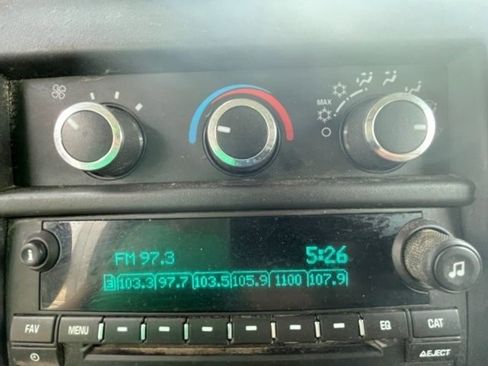 MAX
FM 97.3 5:26
3 103.3 97.7 103.5 105.9 1100 107.9
FAV MENU EQ CAT
EJECT